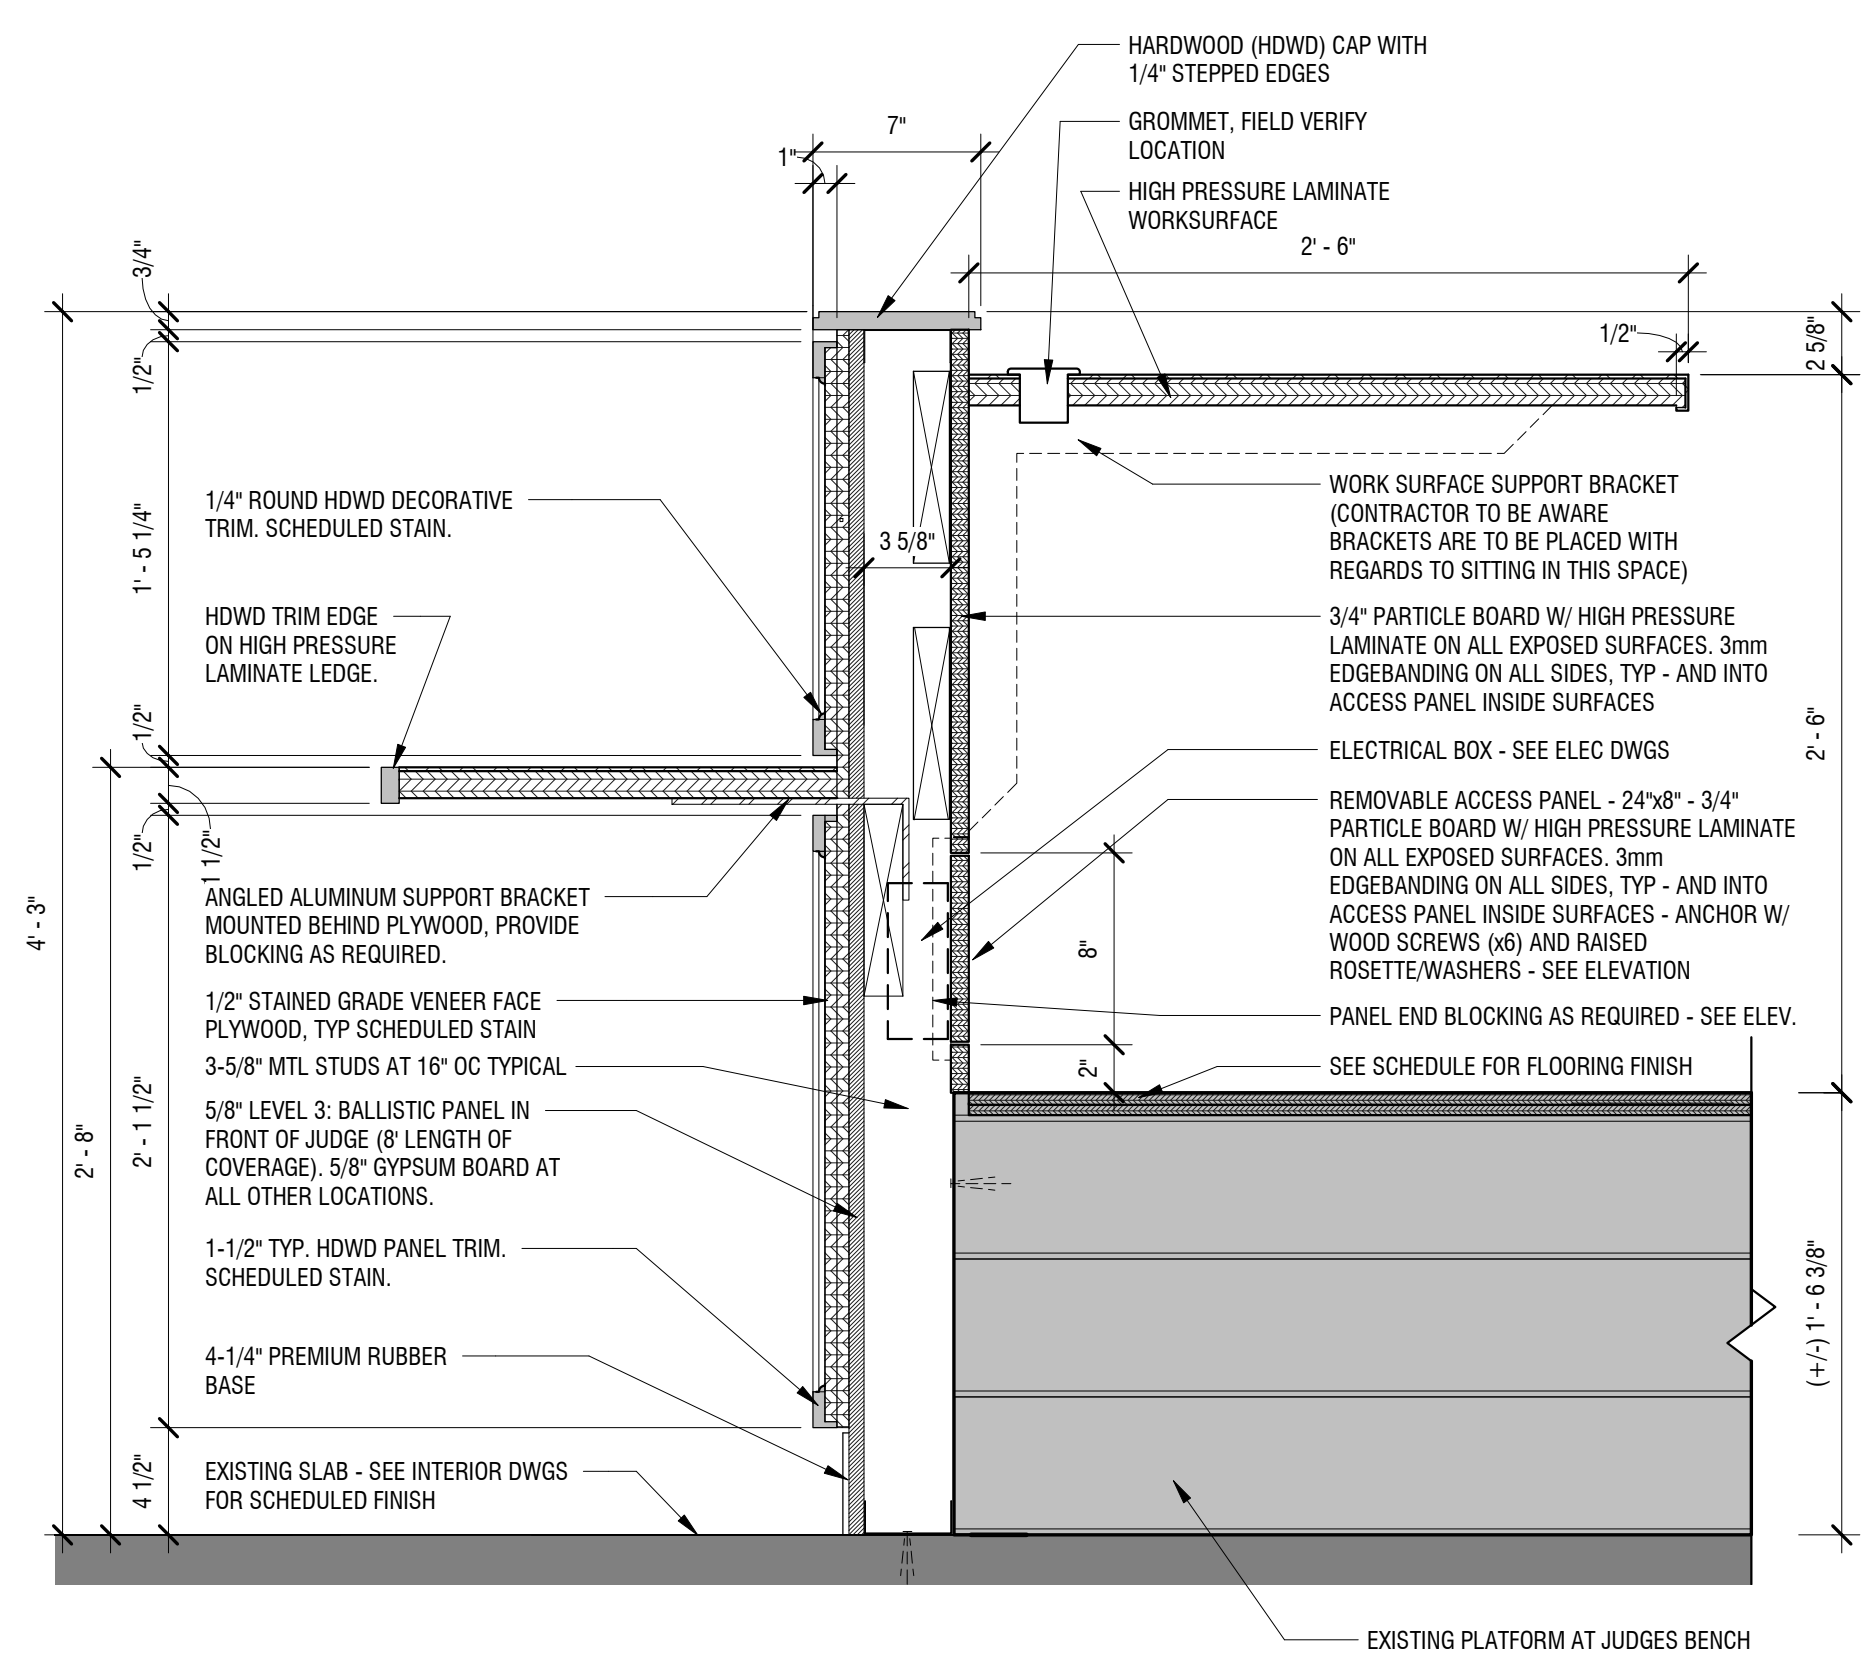 HARDWOOD (HDWD) CAP WITH
1/4" STEPPED EDGES
GROMMET, FIELD VERIFY
LOCATION
HIGH PRESSURE LAMINATE
WORKSURFACE
7"
1"
2' - 6"
3/4"
1/2"
1/2"
2 5/8"
1/4" ROUND HDWD DECORATIVE
TRIM. SCHEDULED STAIN.
1' - 5 1/4"
3 5/8"
WORK SURFACE SUPPORT BRACKET
(CONTRACTOR TO BE AWARE
BRACKETS ARE TO BE PLACED WITH
REGARDS TO SITTING IN THIS SPACE)
HDWD TRIM EDGE
ON HIGH PRESSURE
LAMINATE LEDGE.
3/4" PARTICLE BOARD W/ HIGH PRESSURE
LAMINATE ON ALL EXPOSED SURFACES. 3mm
EDGEBANDING ON ALL SIDES, TYP - AND INTO
ACCESS PANEL INSIDE SURFACES
1/2"
2' - 6"
ELECTRICAL BOX - SEE ELEC DWGS
REMOVABLE ACCESS PANEL - 24"x8" - 3/4"
PARTICLE BOARD W/ HIGH PRESSURE LAMINATE
ON ALL EXPOSED SURFACES. 3mm
EDGEBANDING ON ALL SIDES, TYP - AND INTO
ACCESS PANEL INSIDE SURFACES - ANCHOR W/
WOOD SCREWS (x6) AND RAISED
ROSETTE/WASHERS - SEE ELEVATION
1/2"
1 1/2"
4' - 3"
ANGLED ALUMINUM SUPPORT BRACKET
MOUNTED BEHIND PLYWOOD, PROVIDE
BLOCKING AS REQUIRED.
8"
1/2" STAINED GRADE VENEER FACE
PLYWOOD, TYP SCHEDULED STAIN
PANEL END BLOCKING AS REQUIRED - SEE ELEV.
3-5/8" MTL STUDS AT 16" OC TYPICAL
2"
SEE SCHEDULE FOR FLOORING FINISH
5/8" LEVEL 3: BALLISTIC PANEL IN
FRONT OF JUDGE (8' LENGTH OF
COVERAGE). 5/8" GYPSUM BOARD AT
ALL OTHER LOCATIONS.
2' - 8"
2' - 1 1/2"
1-1/2" TYP. HDWD PANEL TRIM.
SCHEDULED STAIN.
(+/-) 1' - 6 3/8"
4-1/4" PREMIUM RUBBER
BASE
4 1/2"
EXISTING SLAB - SEE INTERIOR DWGS
FOR SCHEDULED FINISH
EXISTING PLATFORM AT JUDGES BENCH